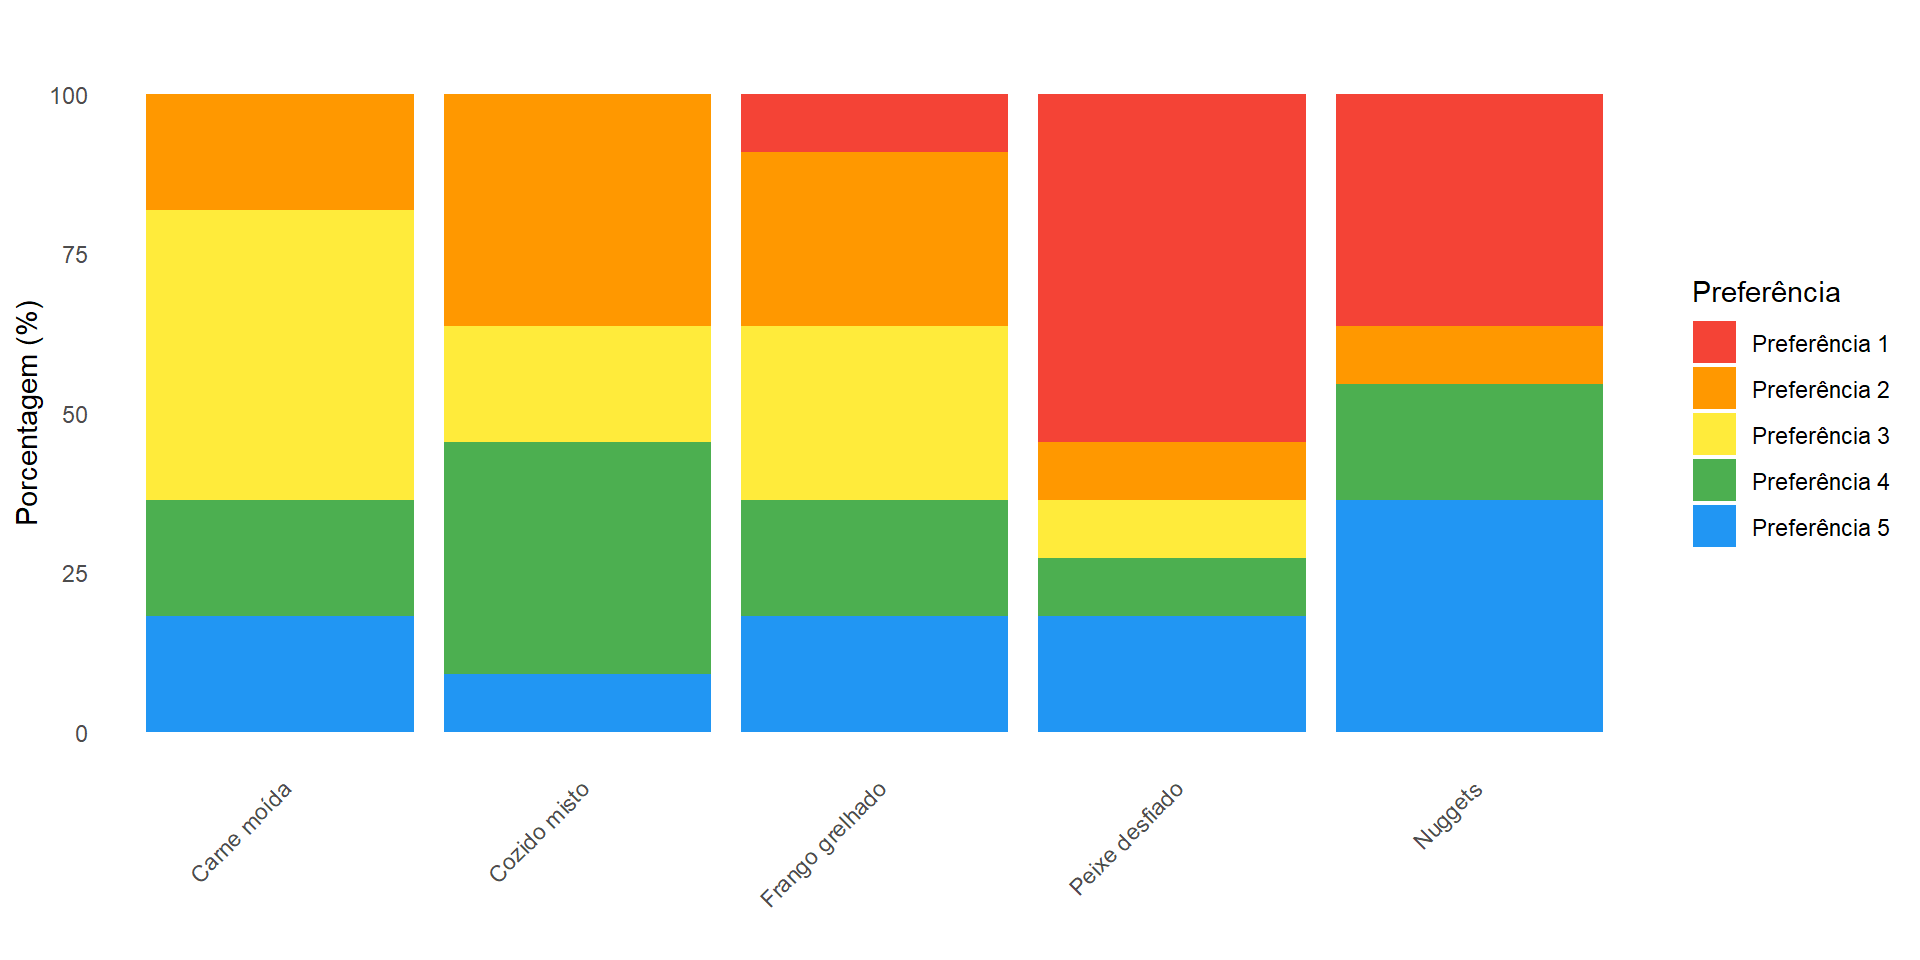 100
75
50
25
0
Porcentagem (%)
Carne moída
Cozido misto
Frango grelhado
Peixe desfiado
Nuggets
Preferência
Preferência 1
Preferência 2
Preferência 3
Preferência 4
Preferência 5